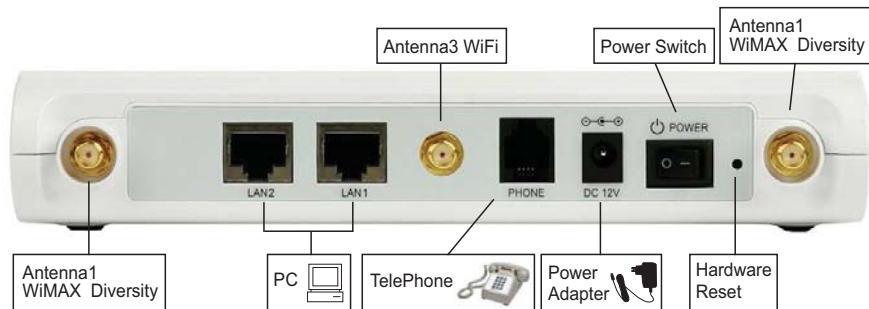 Antenna3 WiFi
Power Switch
Antenna1
WiMAX Diversity
POWER
LAN2
LAN1
PHONE
DC 12V
Antenna1
WiMAX Diversity
PC
TelePhone
Power
Adapter
Hardware
Reset